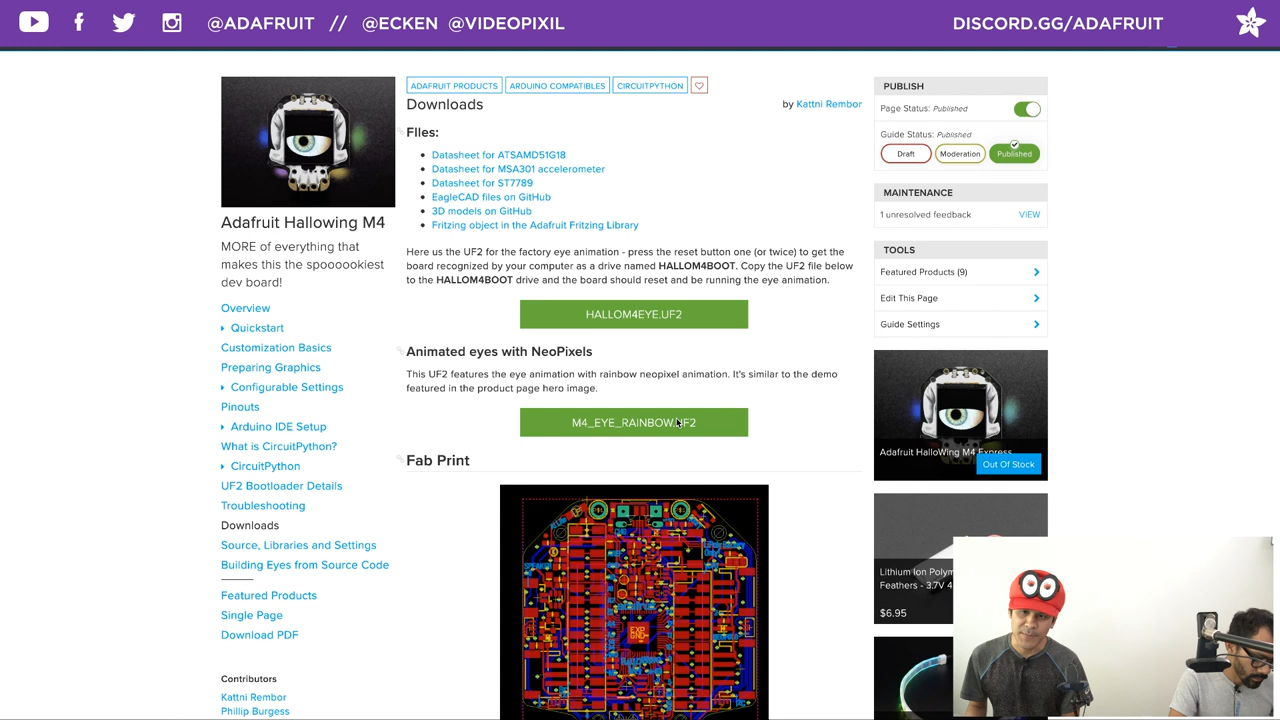 @ADAFRUIT // @ECKEN @VIDEOPIXIL
DISCORD.GG/ADAFRUIT
Adafruit Hallowing M4
MORE of everything that
makes this the spoooookiest
dev board!
Overview
Quickstart
Customization Basics
Preparing Graphics
Configurable Settings
Pinouts
Arduino IDE Setup
What is CircuitPython?
CircuitPython
UF2 Bootloader Details
Troubleshooting
Downloads
Source, Libraries and Settings
Building Eyes from Source Code
Featured Products
Single Page
Download PDF
Contributors
Kattni Rembor
Phillip Burgess
ADAFRUIT PRODUCTS
ARDUINO COMPATIBLES
CIRCUITPYTHON
Downloads
by Kattni Rembor
Files:
Datasheet for ATSAMD51G18
Datasheet for MSA301 accelerometer
Datasheet for ST7789
EagleCAD files on GitHub
3D models on GitHub
Fritzing object in the Adafruit Fritzing Library
Here us the UF2 for the factory eye animation - press the reset button one (or twice) to get the
board recognized by your computer as a drive named HALLOM4BOOT. Copy the UF2 file below
to the HALLOM4BOOT drive and the board should reset and be running the eye animation.
HALLOM4EYE.UF2
Animated eyes with NeoPixels
This UF2 features the eye animation with rainbow neopixel animation. It's similar to the demo
featured in the product page hero image.
M4_EYE_RAINBOW.UF2
Fab Print
EXP
GND
PUBLISH
Page Status: Published
Guide Status: Published
Draft
Moderation
Published
MAINTENANCE
1 unresolved feedback
VIEW
TOOLS
Featured Products (9)
Edit This Page
Guide Settings
Adafruit HalloWing M4 Express
Out Of Stock
Lithium Ion Polym
Feathers - 3.7V 4
$6.95